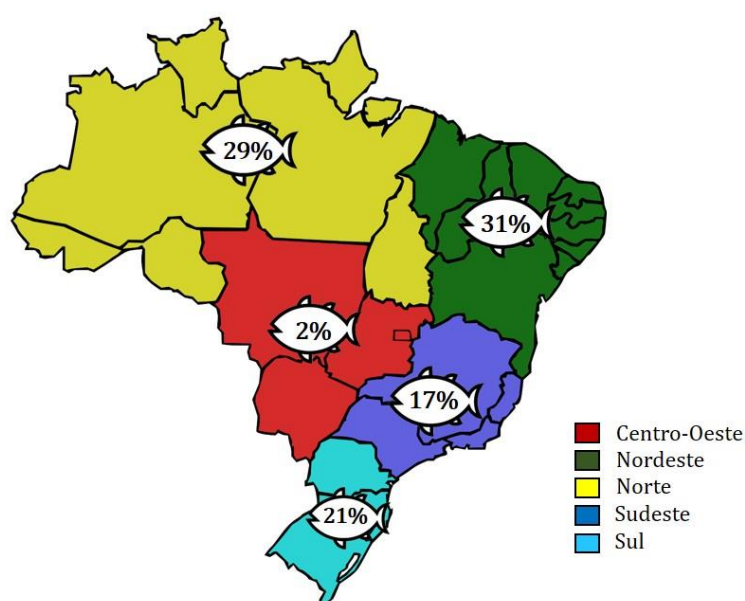 29%
31%
2%
17%
21%
Centro-Oeste
Nordeste
Norte
Sudeste
Sul